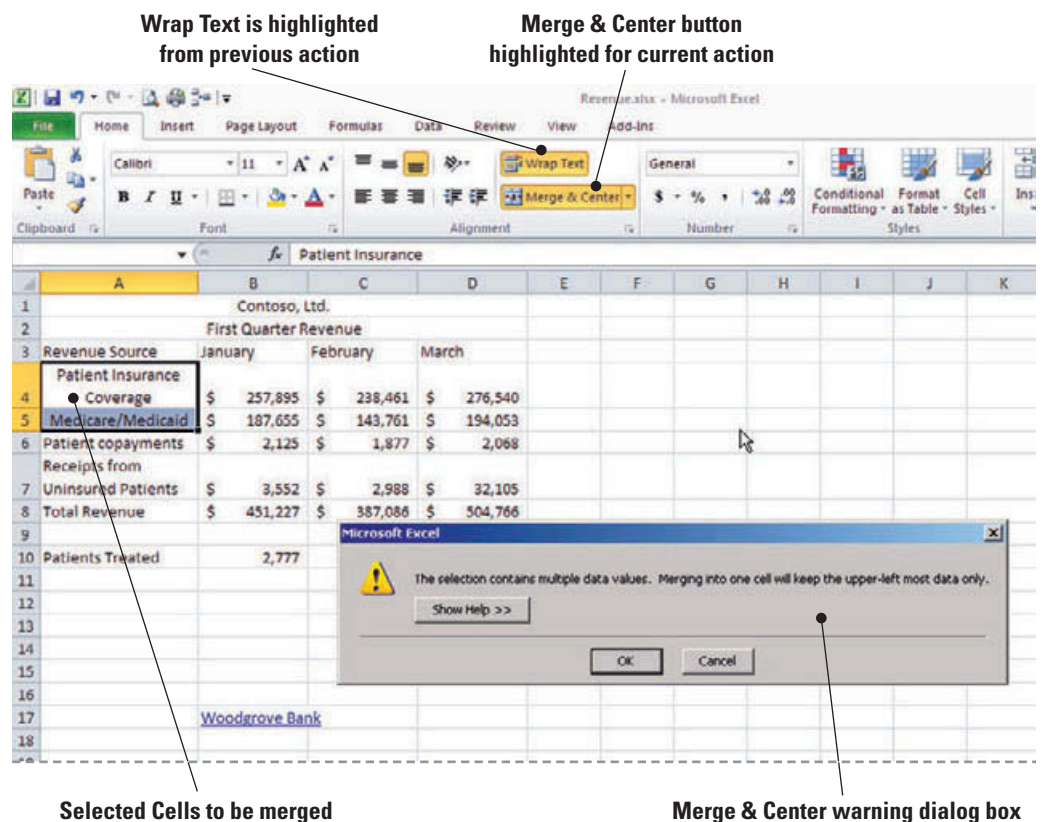 Wrap Text is highlighted
from previous action
Merge & Center button
highlighted for current action
Revenue.xlsx - Microsoft Excel
File Home Insert Page Layout Formulas Data Review View Add-Ins
Calibri 11 A A Wrap Text General
Paste B I U A Merge & Center $ % , .0 .00 .00 .0 Conditional Formatting Format as Table Cell Styles
Clipboard Font Alignment Number Styles
fx Patient Insurance
A B C D E F G H I J K
1 Contoso, Ltd.
2 First Quarter Revenue
3 Revenue Source January February March
Patient Insurance
4 Coverage $ 257,895 $ 238,461 $ 276,540
5 Medicare/Medicaid $ 187,655 $ 143,761 $ 194,053
6 Patient copayments $ 2,125 $ 1,877 $ 2,068
Receipts from
7 Uninsured Patients $ 3,552 $ 2,988 $ 32,105
8 Total Revenue $ 451,227 $ 387,086 $ 504,766
9
10 Patients Treated 2,777
11
12
13
14
15
16
17 Woodgrove Bank
18
Microsoft Excel
The selection contains multiple data values. Merging into one cell will keep the upper-left most data only.
Show Help >>
OK Cancel
Selected Cells to be merged
Merge & Center warning dialog box